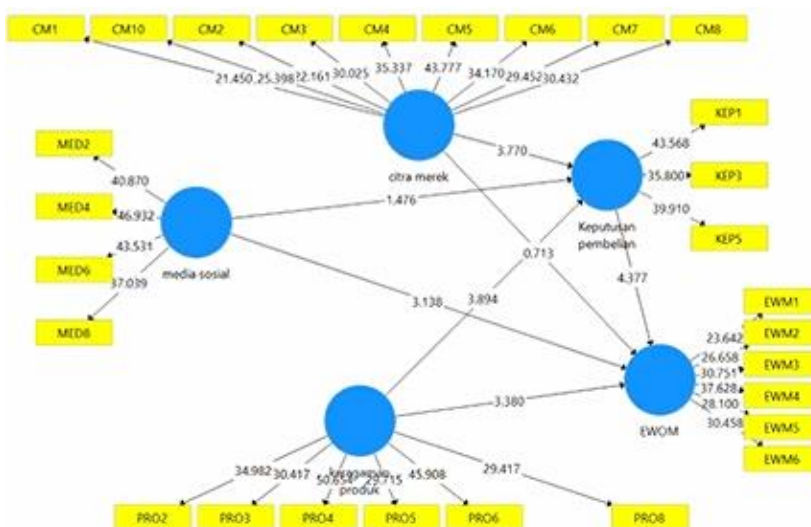 CM1 CM10 CM2 CM3 CM4 CM5 CM6 CM7 CM8
21.450 25.398 22.161 30.025 35.337 43.777 34.170 29.452 30.432
citra merek
MED2
MED4
MED6
MED8
40.870
46.932
43.531
37.039
media sosial
3.770
1.476
0.713
3.894
3.138
4.377
3.380
Keputusan
pembelian
KEP1
KEP3
KEP5
43.568
35.800
39.910
EWM1
EWM2
EWM3
EWM4
EWM5
EWM6
23.642
26.658
30.751
37.628
28.100
30.458
EWOM
produk
34.982 30.417 50.654 29.715 45.908 29.417
PRO2 PRO3 PRO4 PRO5 PRO6 PRO8